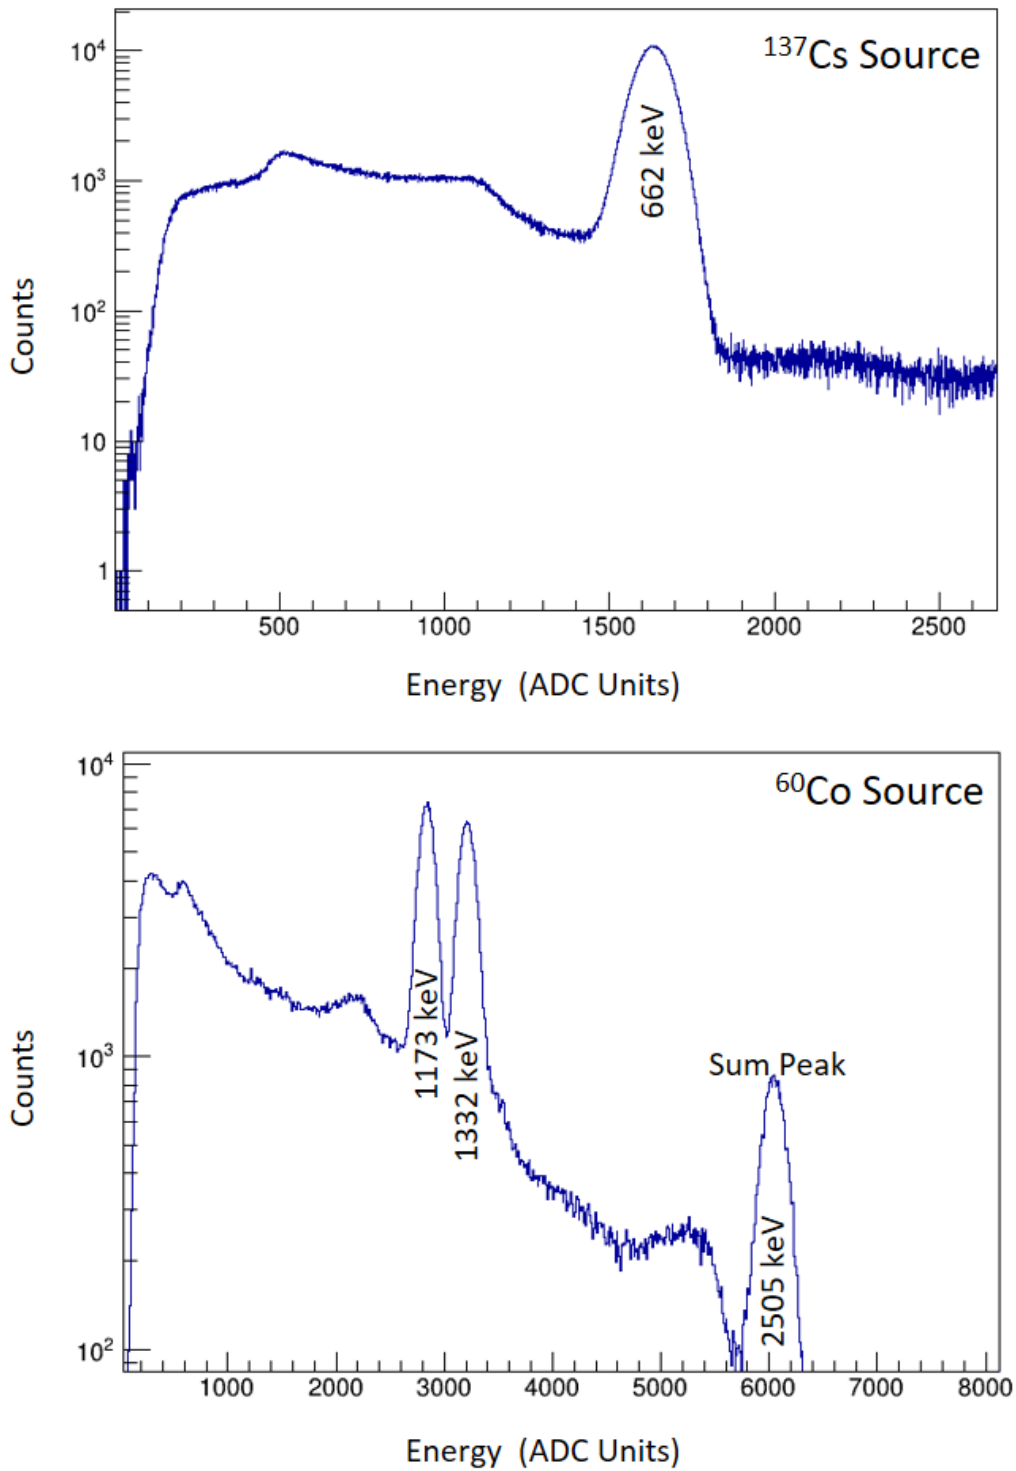 ¹³⁷Cs Source
10⁴
10³
10²
10
1
662 keV
Counts
500 1000 1500 2000 2500
Energy (ADC Units)
⁶⁰Co Source
10⁴
10³
10²
1173 keV
1332 keV
Sum Peak
2505 keV
Counts
1000 2000 3000 4000 5000 6000 7000 8000
Energy (ADC Units)